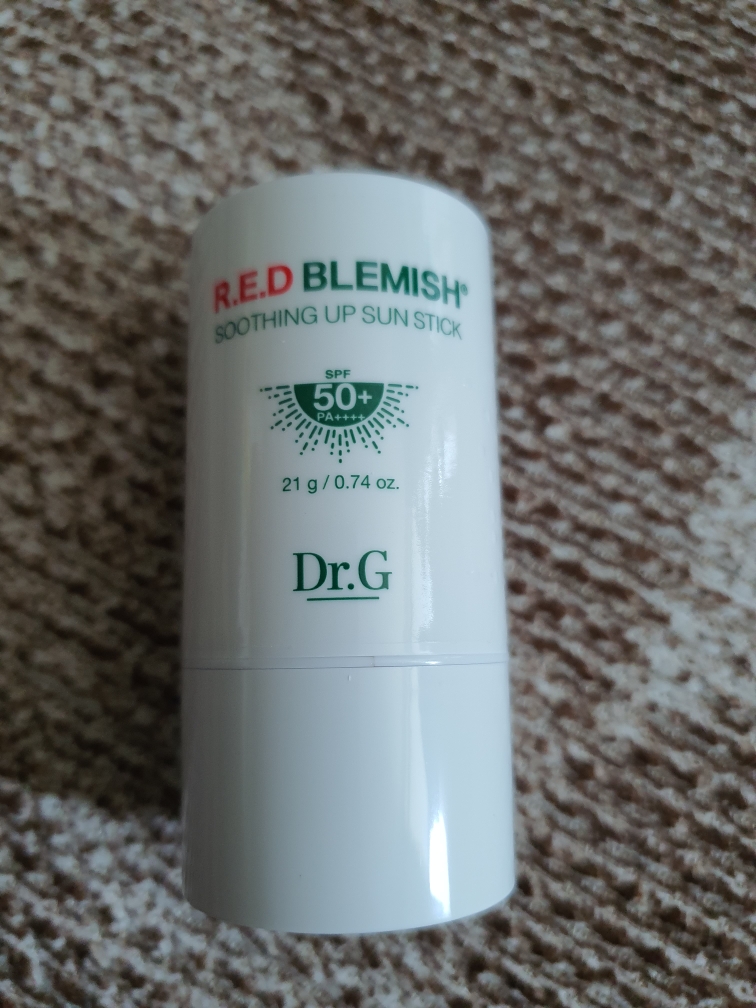 R.E.D BLEMISH®
SOOTHING UP SUN STICK
SPF
50+
PA++++
21 g / 0.74 oz.
Dr.G